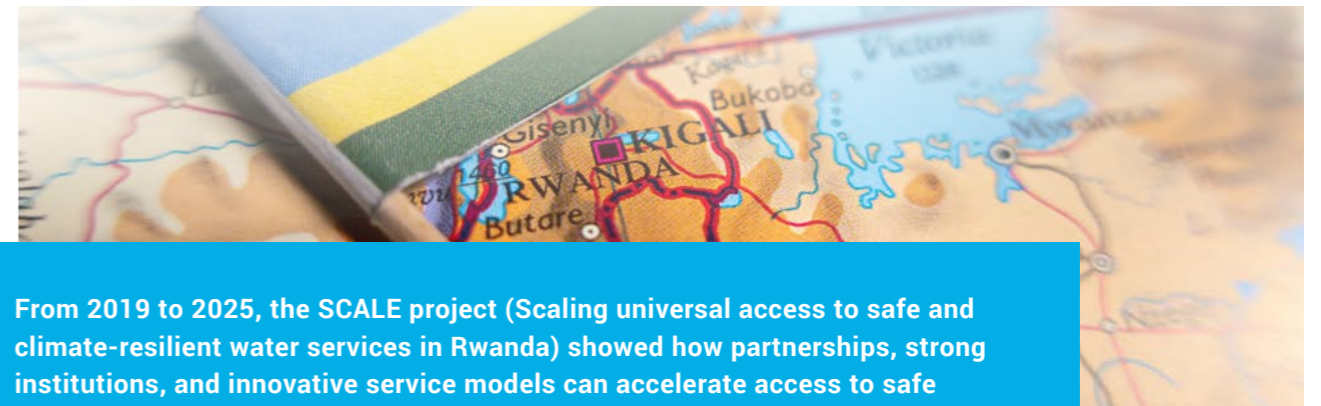 Victoria
Kagera
Bukoba
Gisenyi
KIGALI
1460
RWANDA
Butare
From 2019 to 2025, the SCALE project (Scaling universal access to safe and
climate-resilient water services in Rwanda) showed how partnerships, strong
institutions, and innovative service models can accelerate access to safe